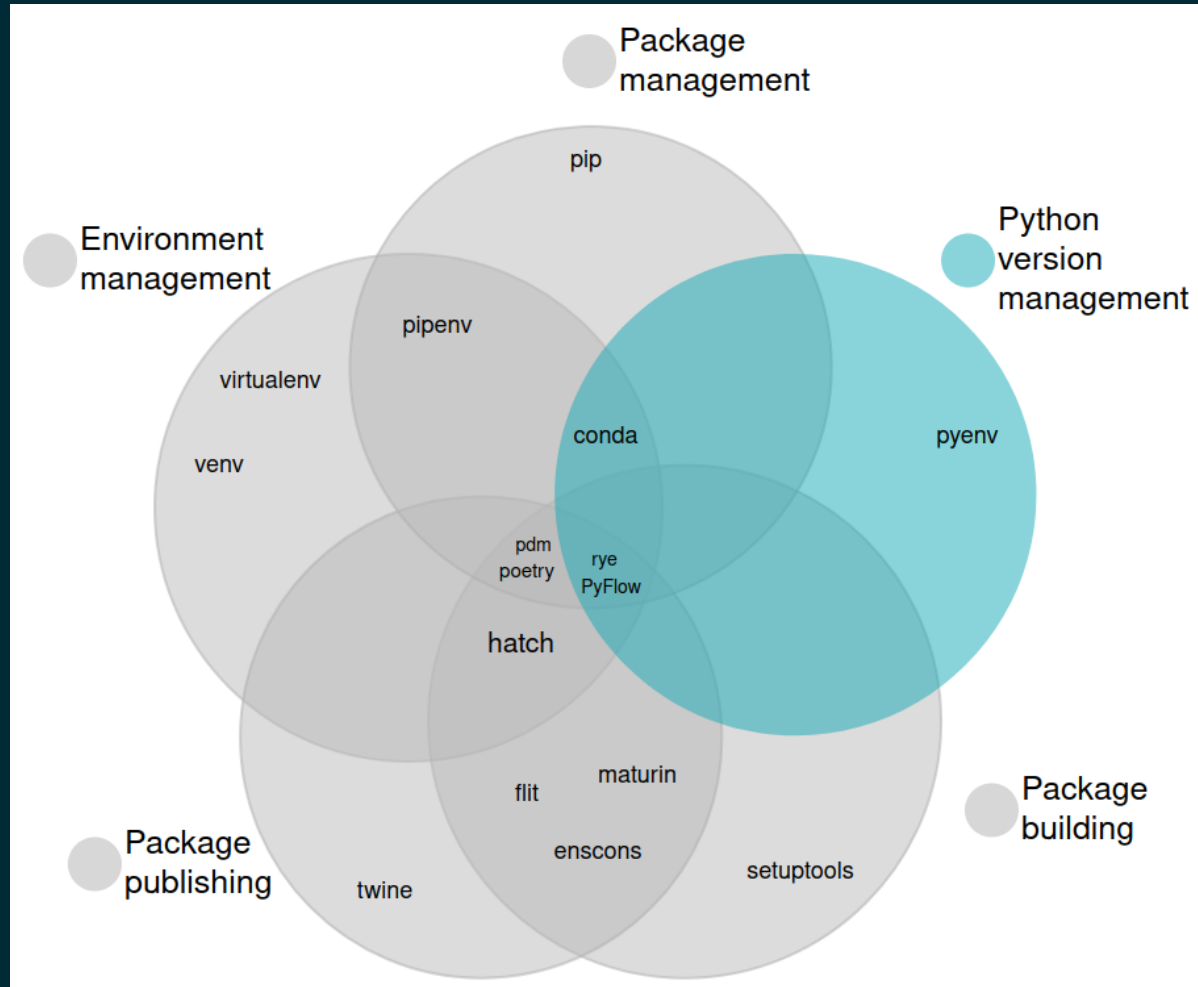 Package
management
pip
Environment
management
Python
version
management
pipenv
virtualenv
conda
pyenv
venv
pdm
poetry
rye
PyFlow
hatch
maturin
flit
enscons
Package
building
Package
publishing
setuptools
twine